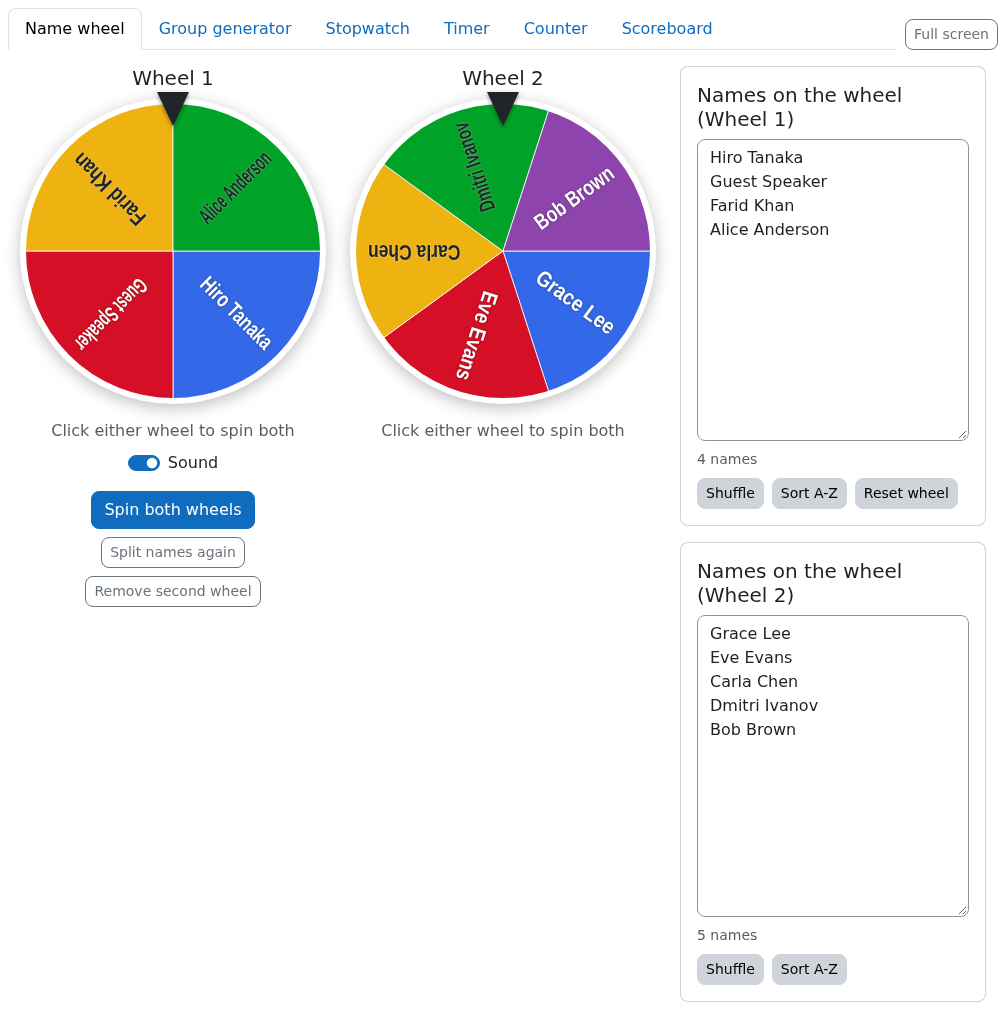 Name wheel
Group generator
Stopwatch
Timer
Counter
Scoreboard
Full screen
Wheel 1
Farid Khan
Alice Anderson
Guest Speaker
Hiro Tanaka
Click either wheel to spin both
Sound
Spin both wheels
Split names again
Remove second wheel
Wheel 2
Dmitri Ivanov
Bob Brown
Carla Chen
Grace Lee
Eve Evans
Click either wheel to spin both
Names on the wheel
(Wheel 1)
Hiro Tanaka
Guest Speaker
Farid Khan
Alice Anderson
4 names
Shuffle
Sort A-Z
Reset wheel
Names on the wheel
(Wheel 2)
Grace Lee
Eve Evans
Carla Chen
Dmitri Ivanov
Bob Brown
5 names
Shuffle
Sort A-Z